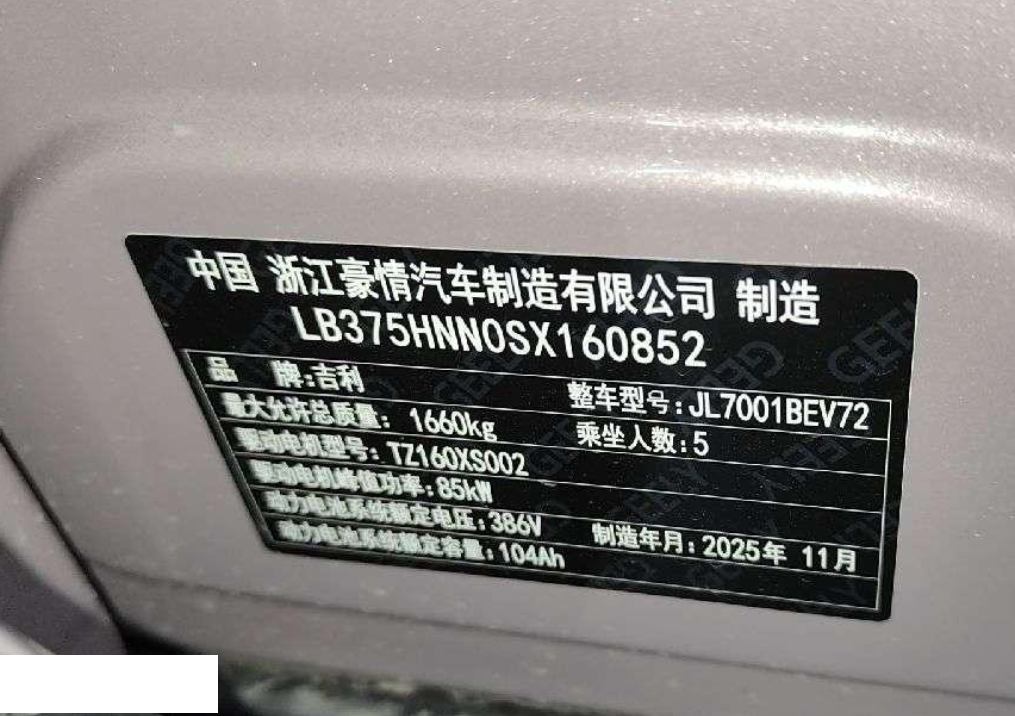 中国 浙江豪情汽车制造有限公司 制造
LB375HNN0SX160852
品 牌:吉利 整车型号:JL7001BEV72
最大允许总质量: 1660kg 乘坐人数:5
驱动电机型号: TZ160XS002
驱动电机峰值功率:85kW
动力电池系统额定电压:386V 制造年月:2025年 11月
动力电池系统额定容量:104Ah